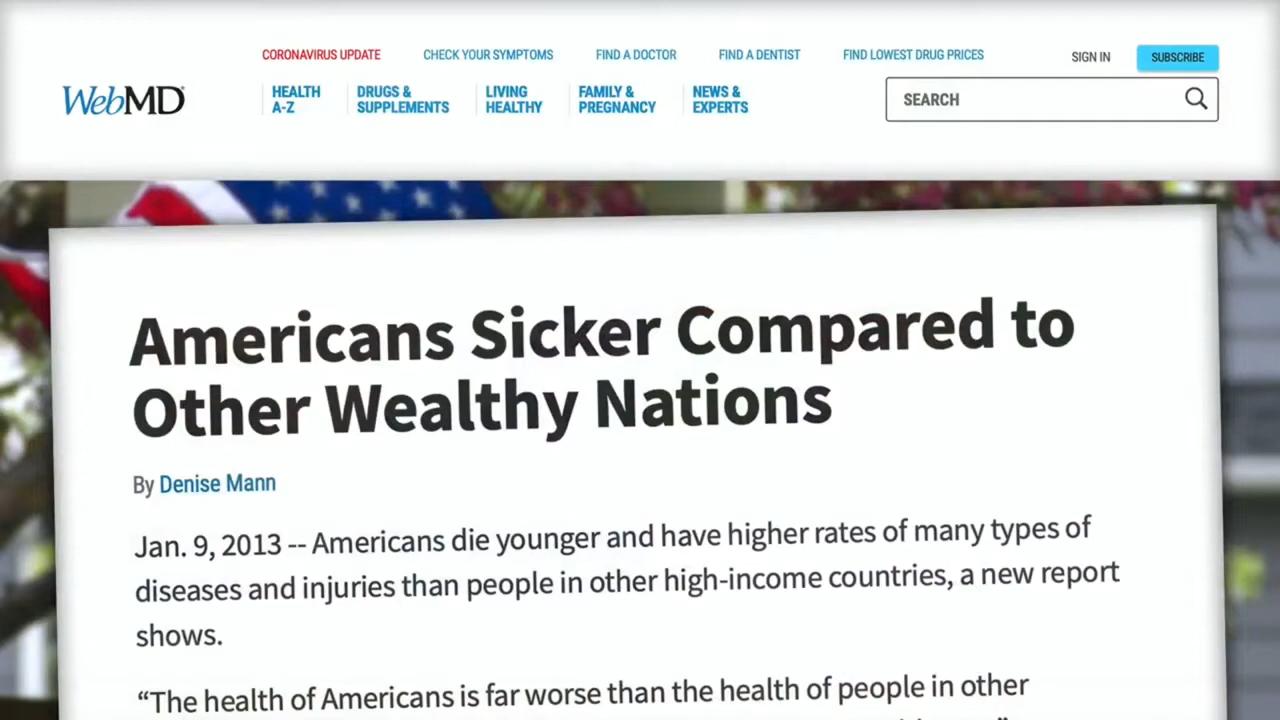 CORONAVIRUS UPDATE CHECK YOUR SYMPTOMS FIND A DOCTOR FIND A DENTIST FIND LOWEST DRUG PRICES SIGN IN SUBSCRIBE
WebMD HEALTH A-Z DRUGS & SUPPLEMENTS LIVING HEALTHY FAMILY & PREGNANCY NEWS & EXPERTS SEARCH
Americans Sicker Compared to
Other Wealthy Nations
By Denise Mann
Jan. 9, 2013 -- Americans die younger and have higher rates of many types of
diseases and injuries than people in other high-income countries, a new report
shows.
“The health of Americans is far worse than the health of people in other